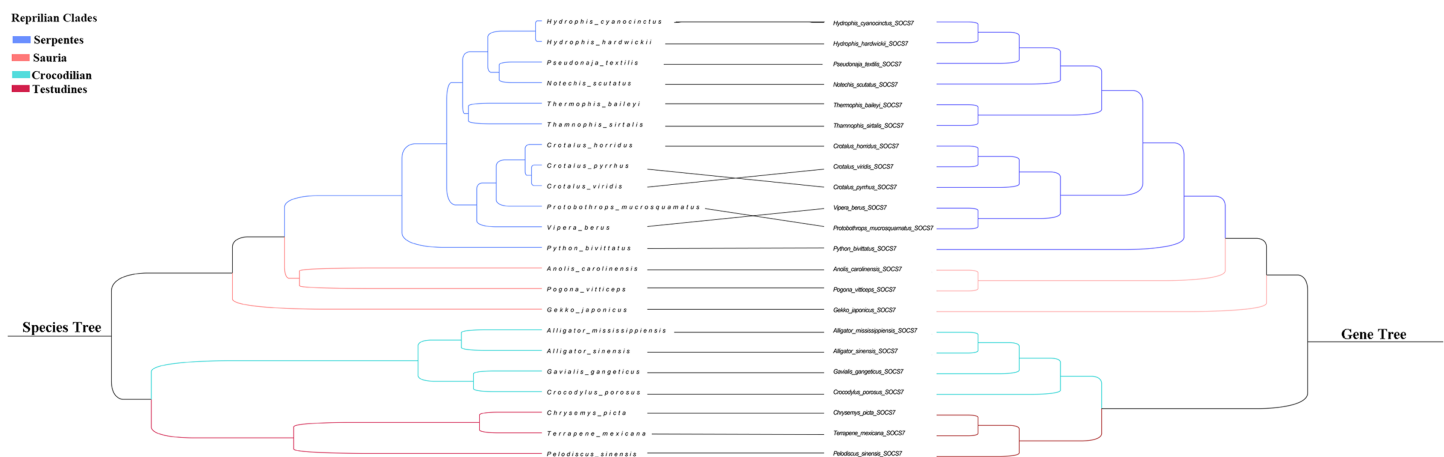 Reprilian Clades
Serpentes
Sauria
Crocodilian
Testudines
Species Tree
Hydrophis_cyanocinctus
Hydrophis_hardwickii
Pseudonaja_textilis
Notechis_scutatus
Thermophis_baileyi
Thamnophis_sirtalis
Crotalus_horridus
Crotalus_pyrrhus
Crotalus_viridis
Protobothrops_mucrosquamatus
Vipera_berus
Python_bivittatus
Anolis_carolinensis
Pogona_vitticeps
Gekko_japonicus
Alligator_mississippiensis
Alligator_sinensis
Gavialis_gangeticus
Crocodylus_porosus
Chrysemys_picta
Terrapene_mexicana
Pelodiscus_sinensis
Hydrophis_cyanocinctus_SOCS7
Hydrophis_hardwickii_SOCS7
Pseudonaja_textilis_SOCS7
Notechis_scutatus_SOCS7
Thermophis_baileyi_SOCS7
Thamnophis_sirtalis_SOCS7
Crotalus_horridus_SOCS7
Crotalus_viridis_SOCS7
Crotalus_pyrrhus_SOCS7
Vipera_berus_SOCS7
Protobothrops_mucrosquamatus_SOCS7
Python_bivittatus_SOCS7
Anolis_carolinensis_SOCS7
Pogona_vitticeps_SOCS7
Gekko_japonicus_SOCS7
Alligator_mississippiensis_SOCS7
Alligator_sinensis_SOCS7
Gavialis_gangeticus_SOCS7
Crocodylus_porosus_SOCS7
Chrysemys_picta_SOCS7
Terrapene_mexicana_SOCS7
Pelodiscus_sinensis_SOCS7
Gene Tree